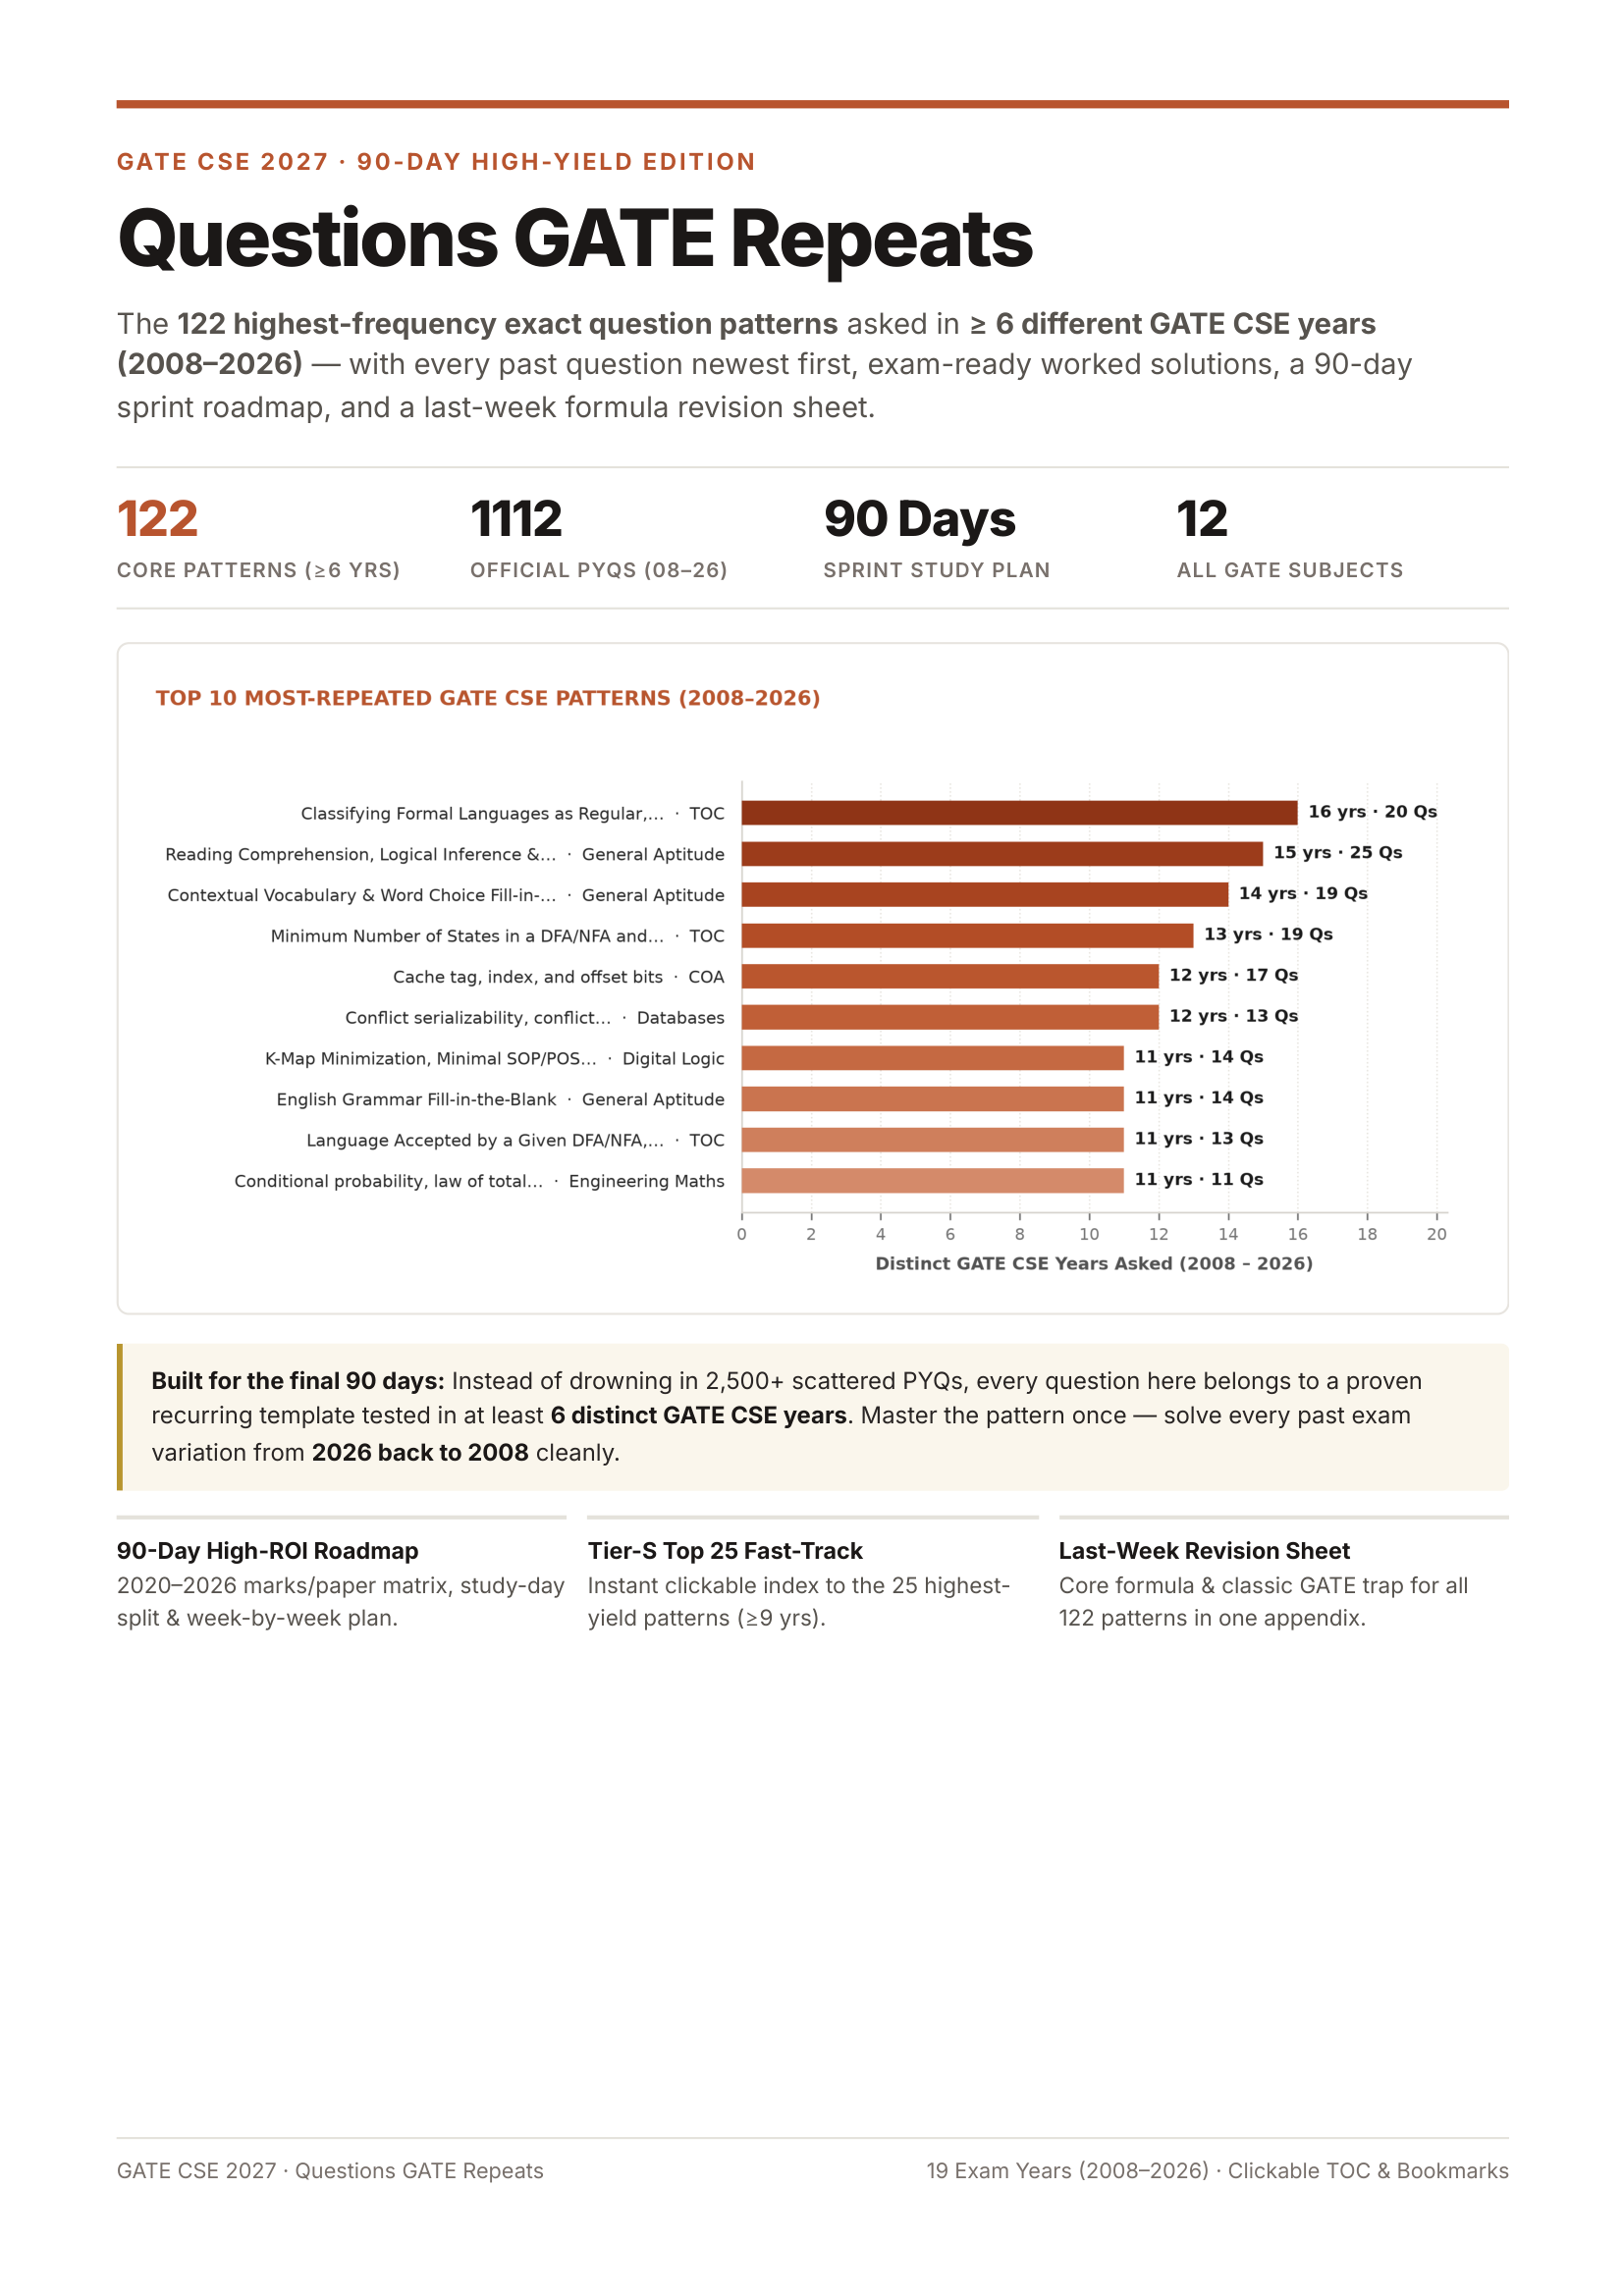 GATE CSE 2027 · 90-DAY HIGH-YIELD EDITION
Questions GATE Repeats
The 122 highest-frequency exact question patterns asked in ≥ 6 different GATE CSE years
(2008–2026) — with every past question newest first, exam-ready worked solutions, a 90-day
sprint roadmap, and a last-week formula revision sheet.
122
CORE PATTERNS (≥6 YRS)
1112
OFFICIAL PYQS (08–26)
90 Days
SPRINT STUDY PLAN
12
ALL GATE SUBJECTS
TOP 10 MOST-REPEATED GATE CSE PATTERNS (2008–2026)
Classifying Formal Languages as Regular,... · TOC 16 yrs · 20 Qs
Reading Comprehension, Logical Inference &... · General Aptitude 15 yrs · 25 Qs
Contextual Vocabulary & Word Choice Fill-in-... · General Aptitude 14 yrs · 19 Qs
Minimum Number of States in a DFA/NFA and... · TOC 13 yrs · 19 Qs
Cache tag, index, and offset bits · COA 12 yrs · 17 Qs
Conflict serializability, conflict... · Databases 12 yrs · 13 Qs
K-Map Minimization, Minimal SOP/POS... · Digital Logic 11 yrs · 14 Qs
English Grammar Fill-in-the-Blank · General Aptitude 11 yrs · 14 Qs
Language Accepted by a Given DFA/NFA,... · TOC 11 yrs · 13 Qs
Conditional probability, law of total... · Engineering Maths 11 yrs · 11 Qs
0 2 4 6 8 10 12 14 16 18 20
Distinct GATE CSE Years Asked (2008 – 2026)
Built for the final 90 days: Instead of drowning in 2,500+ scattered PYQs, every question here belongs to a proven
recurring template tested in at least 6 distinct GATE CSE years. Master the pattern once — solve every past exam
variation from 2026 back to 2008 cleanly.
90-Day High-ROI Roadmap
2020–2026 marks/paper matrix, study-day
split & week-by-week plan.
Tier-S Top 25 Fast-Track
Instant clickable index to the 25 highest-
yield patterns (≥9 yrs).
Last-Week Revision Sheet
Core formula & classic GATE trap for all
122 patterns in one appendix.
GATE CSE 2027 · Questions GATE Repeats
19 Exam Years (2008–2026) · Clickable TOC & Bookmarks